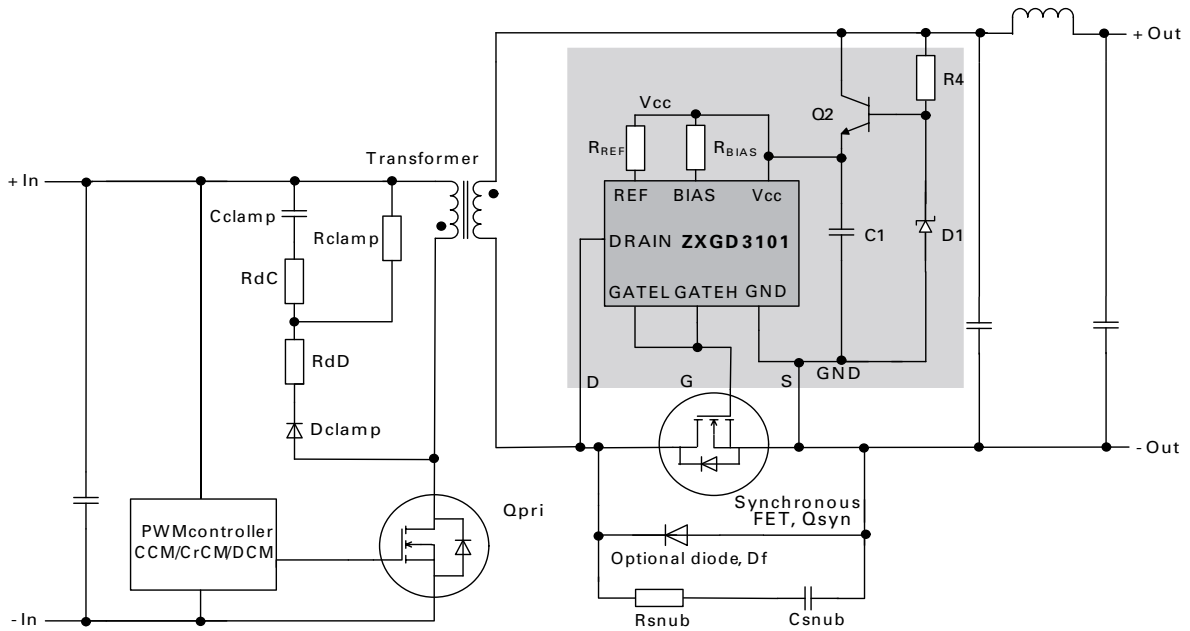 + Out
R4
Vcc
Q2
R_REF
R_BIAS
Transformer
+ In
REF BIAS Vcc
Cclamp
Rclamp
DRAIN ZXGD3101
C1
D1
RdC
GATEL GATEH GND
RdD
D G S GND
Dclamp
- Out
Synchronous
FET, Qsyn
Qpri
PWMcontroller
CCM/CrCM/DCM
Optional diode, Df
- In
Rsnub Csnub